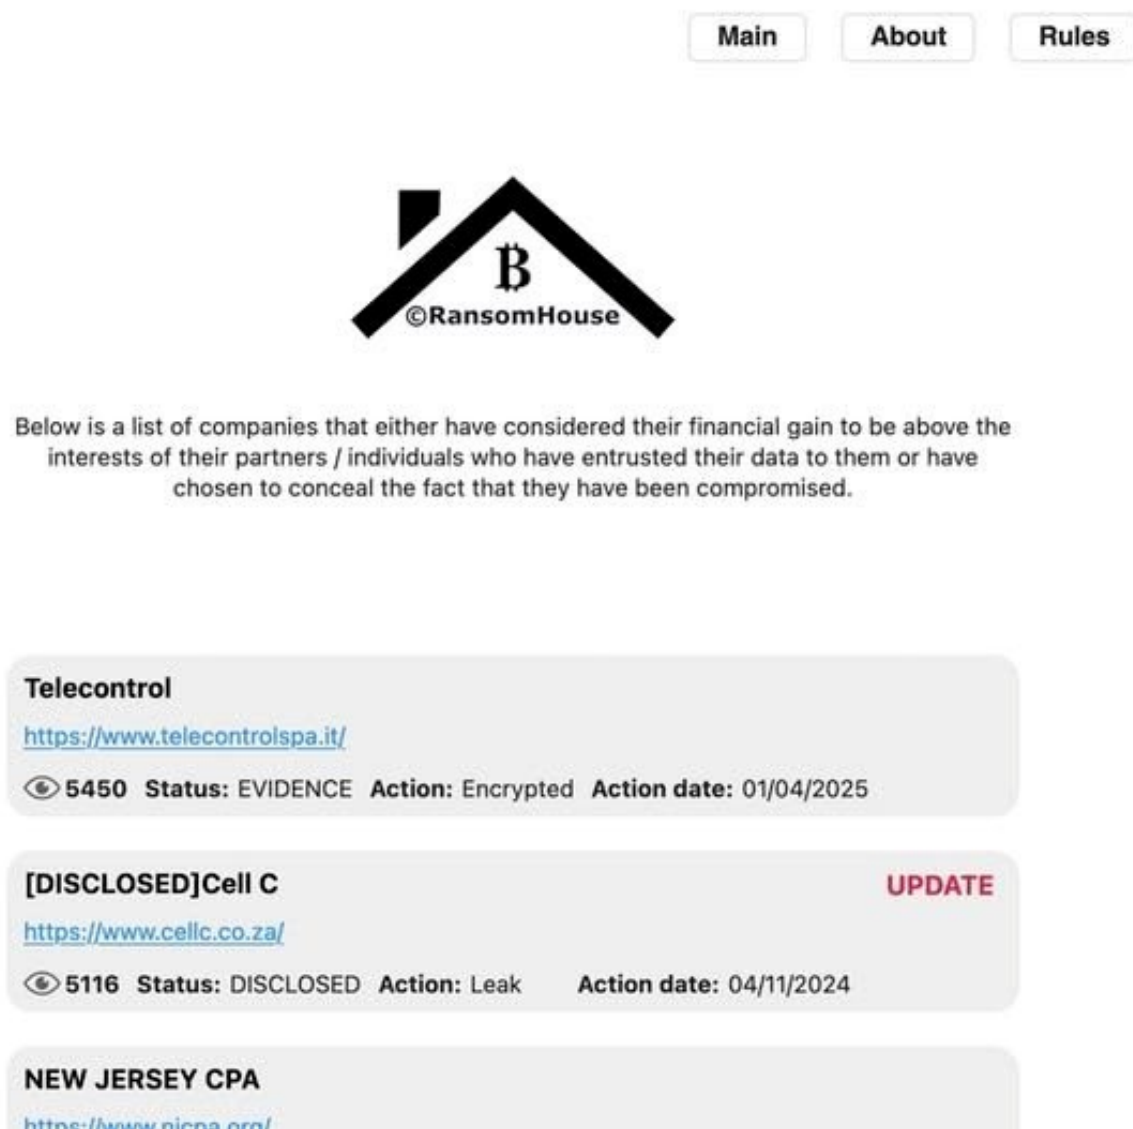 Main About Rules
B
©RansomHouse
Below is a list of companies that either have considered their financial gain to be above the
interests of their partners / individuals who have entrusted their data to them or have
chosen to conceal the fact that they have been compromised.
Telecontrol
https://www.telecontrolspa.it/
5450 Status: EVIDENCE Action: Encrypted Action date: 01/04/2025
[DISCLOSED]Cell C UPDATE
https://www.cellc.co.za/
5116 Status: DISCLOSED Action: Leak Action date: 04/11/2024
NEW JERSEY CPA
https://www.njcpa.org/